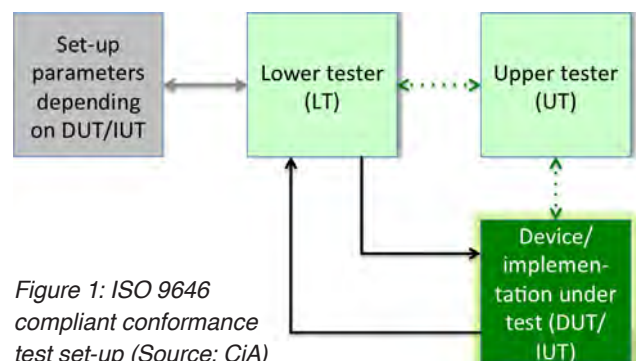 Set-up
parameters
depending
on DUT/IUT
Lower tester
(LT)
Upper tester
(UT)
Device/
implemen-
tation under
test (DUT/
IUT)
Figure 1: ISO 9646
compliant conformance
test set-up (Source: CiA)